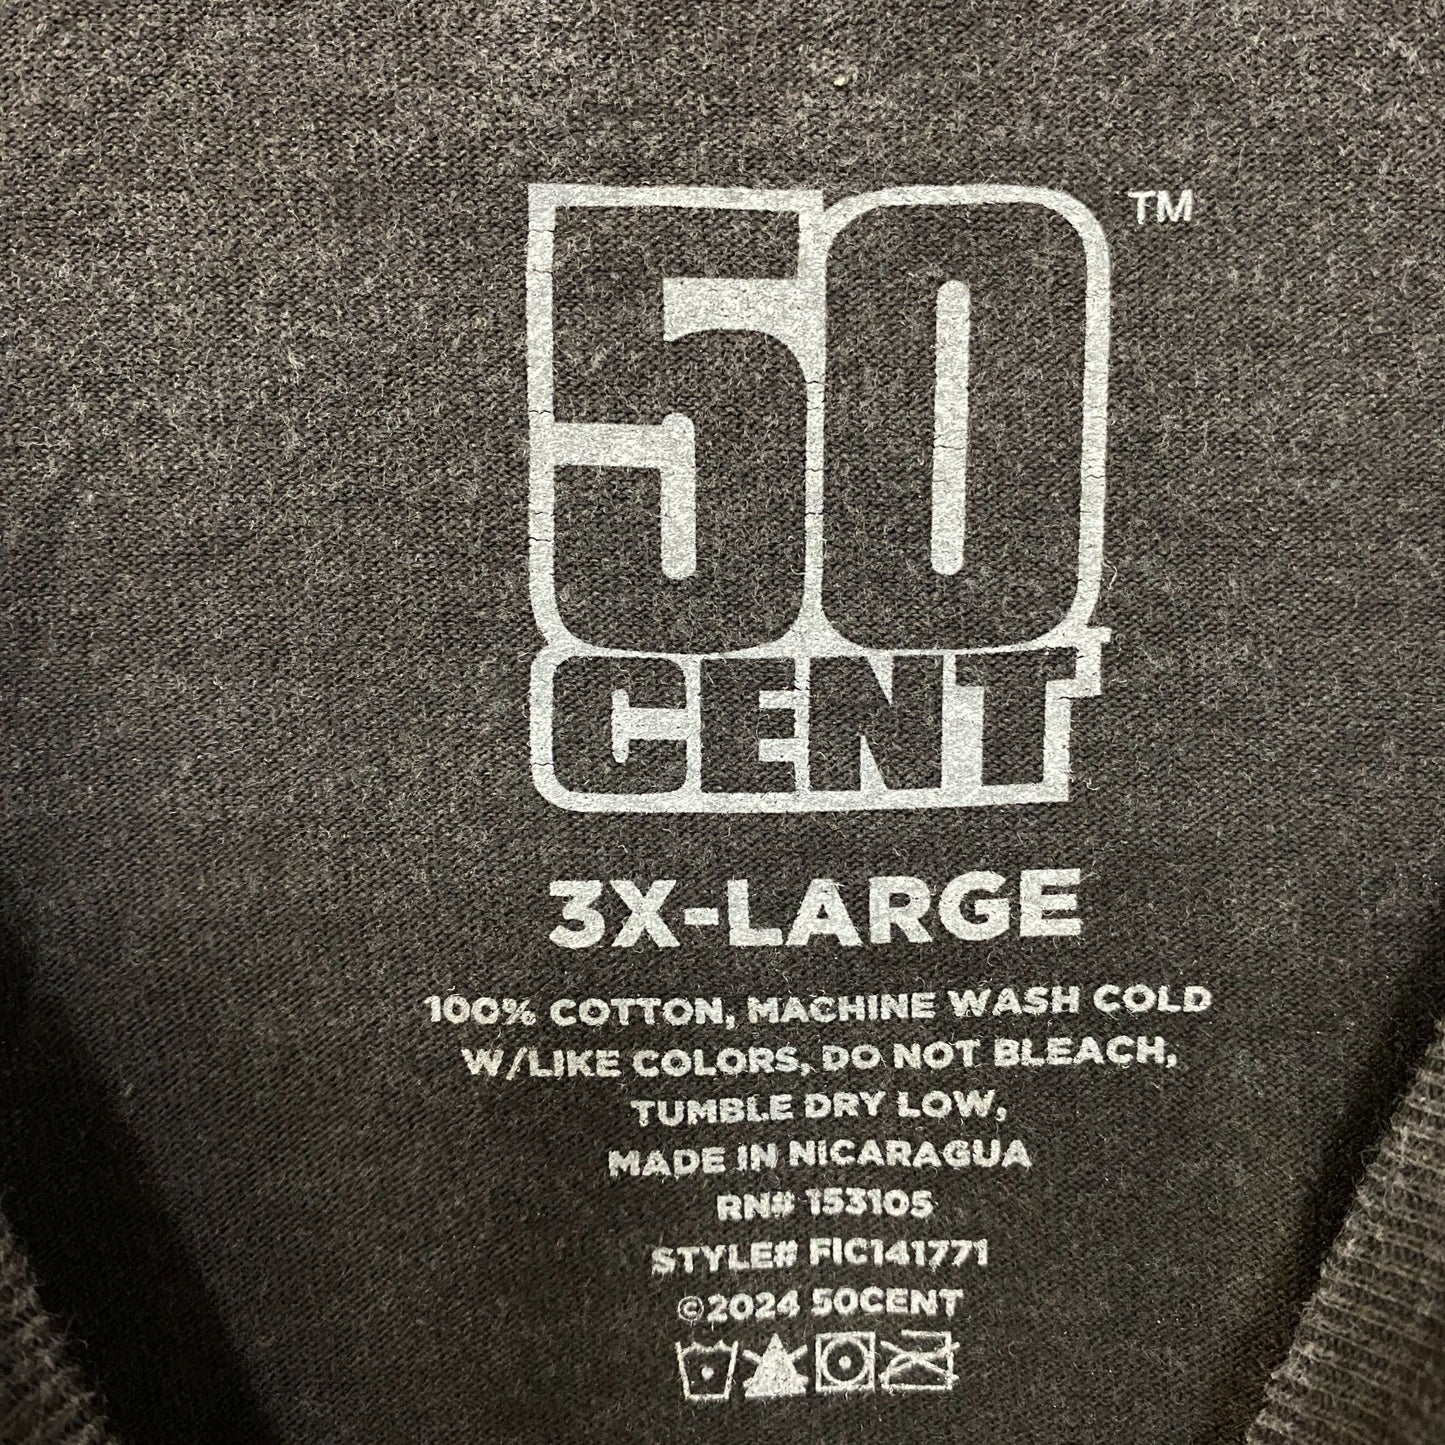 50 TM
CENT
3X-LARGE
100% COTTON, MACHINE WASH COLD
W/LIKE COLORS, DO NOT BLEACH,
TUMBLE DRY LOW,
MADE IN NICARAGUA
RN# 153105
STYLE# FIC141771
©2024 50CENT